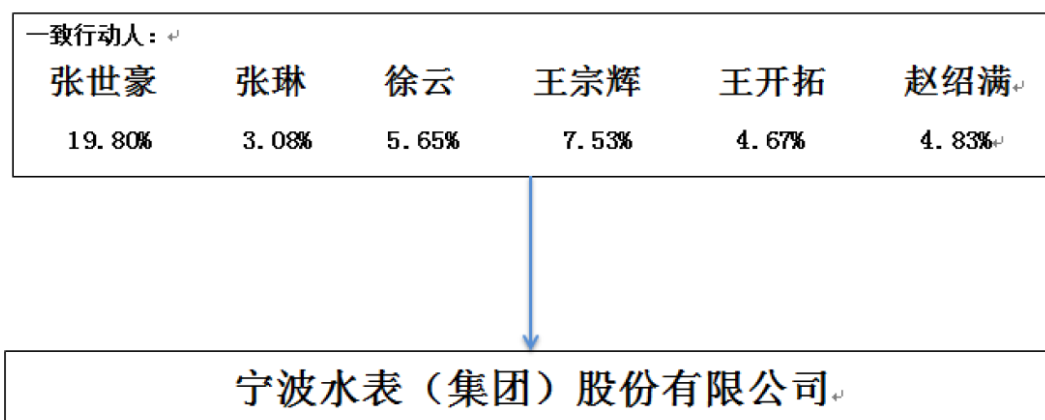 一致行动人：
张世豪 张琳 徐云 王宗辉 王开拓 赵绍满
19.80% 3.08% 5.65% 7.53% 4.67% 4.83%
宁波水表（集团）股份有限公司